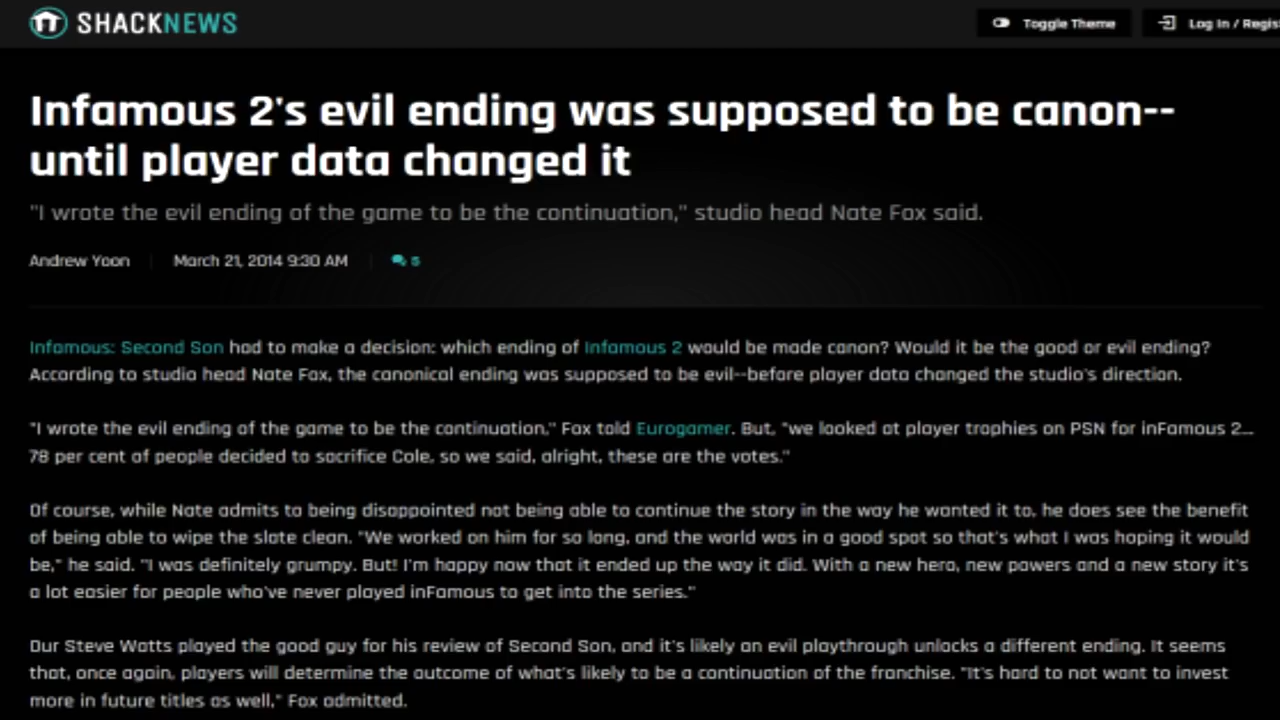 SHACKNEWS
Toggle Theme
Log In / Regis
Infamous 2's evil ending was supposed to be canon--
until player data changed it
"I wrote the evil ending of the game to be the continuation," studio head Nate Fox said.
Andrew Yoon
March 21, 2014 9:30 AM
5
Infamous: Second Son had to make a decision: which ending of Infamous 2 would be made canon? Would it be the good or evil ending?
According to studio head Nate Fox, the canonical ending was supposed to be evil--before player data changed the studio's direction.
"I wrote the evil ending of the game to be the continuation," Fox told Eurogamer. But, "we looked at player trophies on PSN for inFamous 2...
78 per cent of people decided to sacrifice Cole, so we said, alright, these are the votes."
Of course, while Nate admits to being disappointed not being able to continue the story in the way he wanted it to, he does see the benefit
of being able to wipe the slate clean. "We worked on him for so long, and the world was in a good spot so that's what I was hoping it would
be," he said. "I was definitely grumpy. But! I'm happy now that it ended up the way it did. With a new hero, new powers and a new story it's
a lot easier for people who've never played inFamous to get into the series."
Our Steve Watts played the good guy for his review of Second Son, and it's likely an evil playthrough unlocks a different ending. It seems
that, once again, players will determine the outcome of what's likely to be a continuation of the franchise. "It's hard to not want to invest
more in future titles as well," Fox admitted.